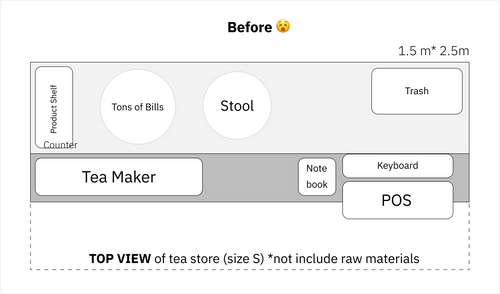 Before 😵
1.5 m* 2.5m
Product Shelf
Tons of Bills
Stool
Trash
Counter
Tea Maker
Note
book
Keyboard
POS
TOP VIEW of tea store (size S) *not include raw materials